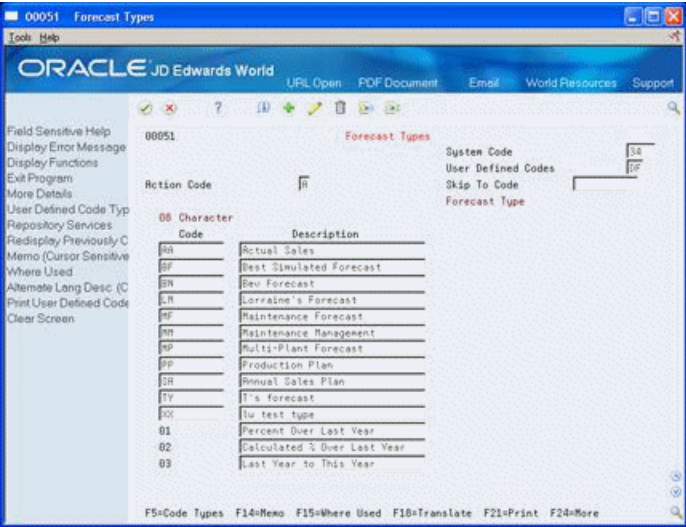 00051 Forecast Types
Tools Help
ORACLE JD Edwards World
URL Open PDF Document Email World Resources Support
Field Sensitive Help
Display Error Message
Display Functions
Exit Program
More Details
User Defined Code Typ
Repository Services
Redisplay Previously C
Memo (Cursor Sensitive
Where Used
Alternate Lang Desc (C
Print User Defined Code
Clear Screen
00051 Forecast Types
System Code 34
User Defined Codes DF
Action Code Skip To Code
Forecast Type
08 Character
Code Description
AA Actual Sales
BF Best Simulated Forecast
BN Bev Forecast
LM Lorraine's Forecast
MF Maintenance Forecast
MM Maintenance Management
MP Multi-Plant Forecast
PP Production Plan
SA Annual Sales Plan
TY T's forecast
XX lw test type
01 Percent Over Last Year
02 Calculated % Over Last Year
03 Last Year to This Year
F5=Code Types F14=Memo F15=Where Used F18=Translate F21=Print F24=More